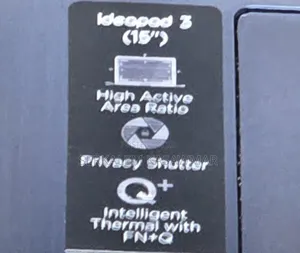 ideapad 3
(15")
High Active
Area Ratio
Privacy Shutter
Q+
Intelligent
Thermal with
FN+Q